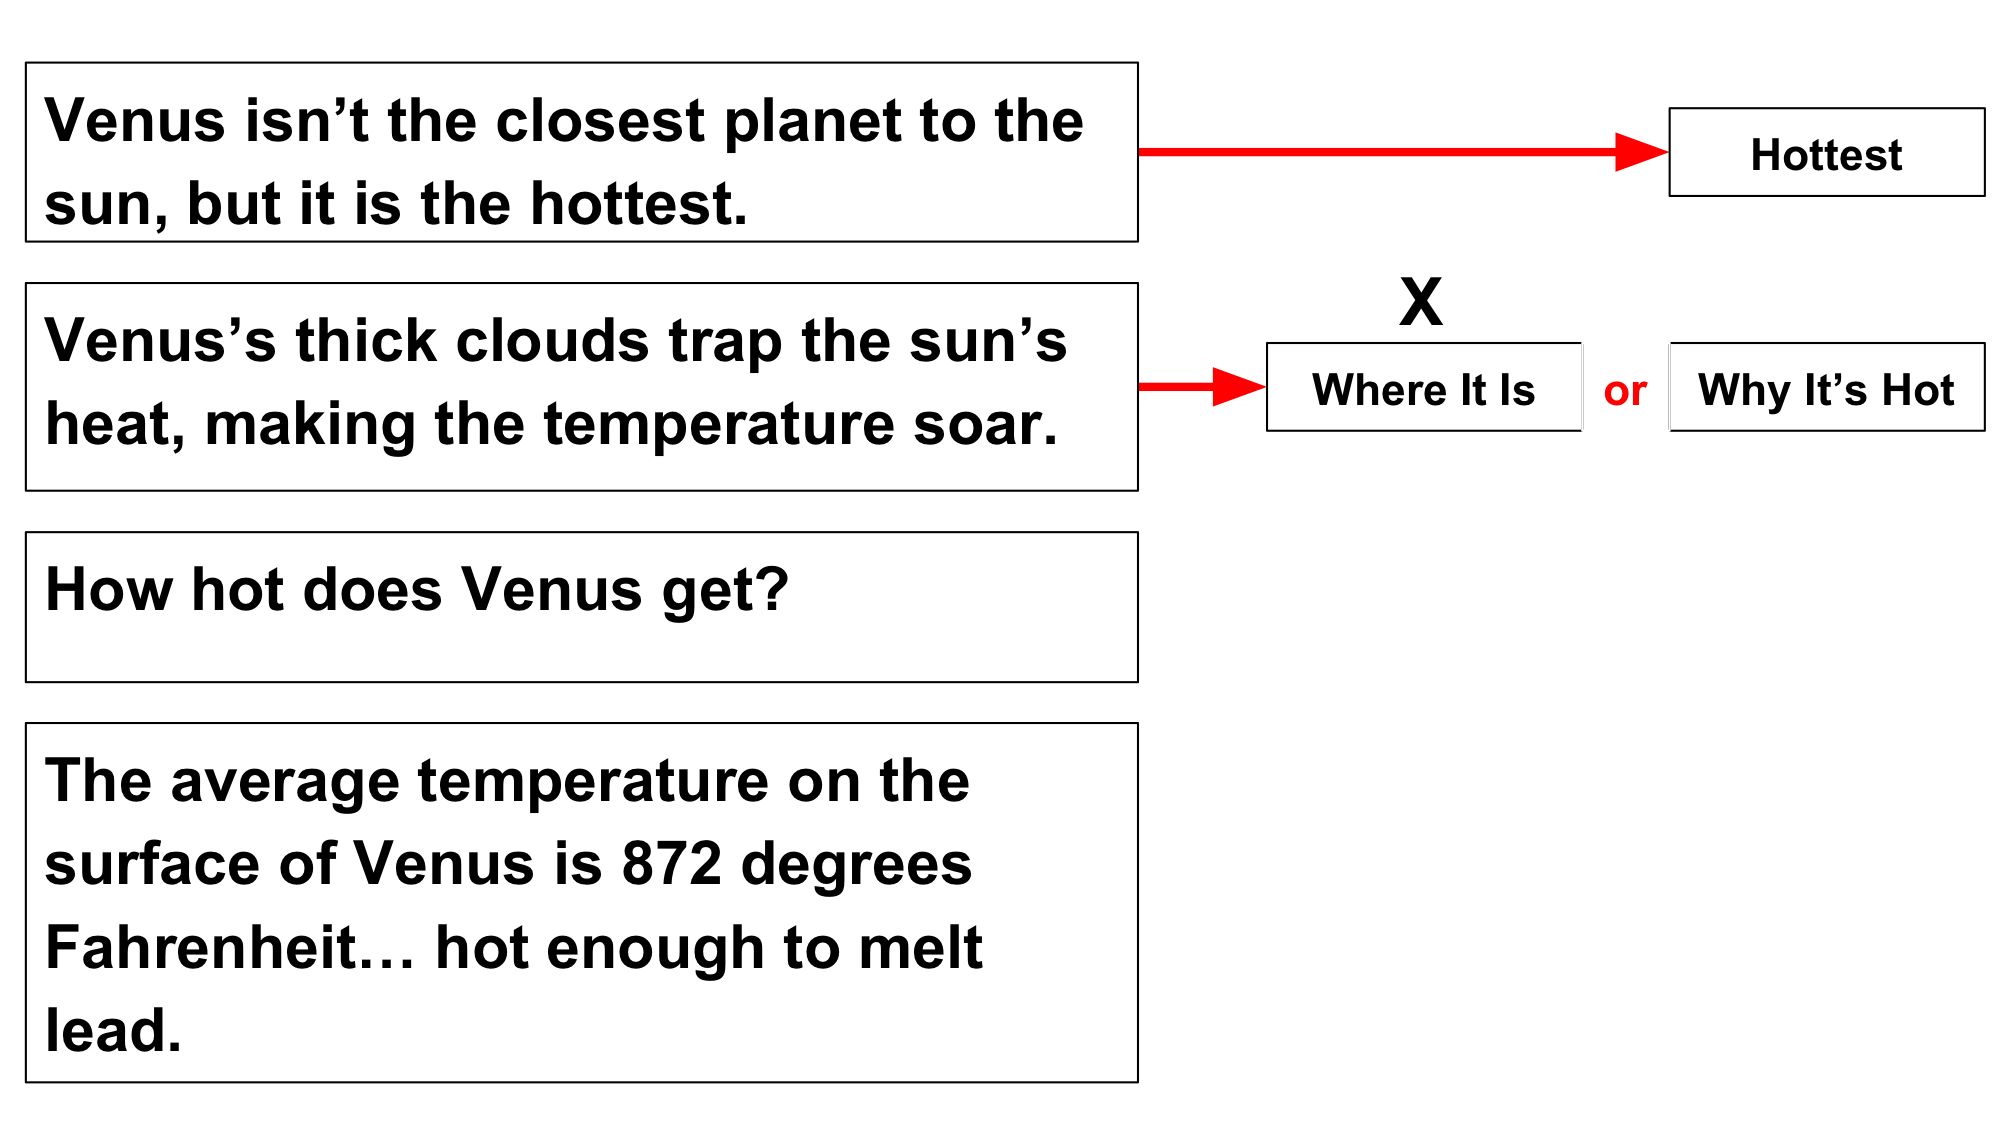 Venus isn’t the closest planet to the
sun, but it is the hottest.
Hottest
Venus’s thick clouds trap the sun’s
heat, making the temperature soar.
X
Where It Is
or
Why It’s Hot
How hot does Venus get?
The average temperature on the
surface of Venus is 872 degrees
Fahrenheit… hot enough to melt
lead.